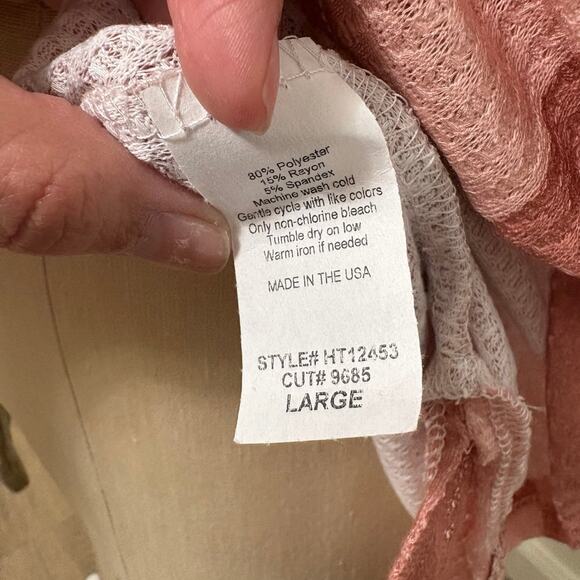 80% Polyester
15% Rayon
5% Spandex
Machine wash cold
Gentle cycle with like colors
Only non-chlorine bleach
Tumble dry on low
Warm iron if needed
MADE IN THE USA
STYLE# HT12453
CUT# 9685
LARGE